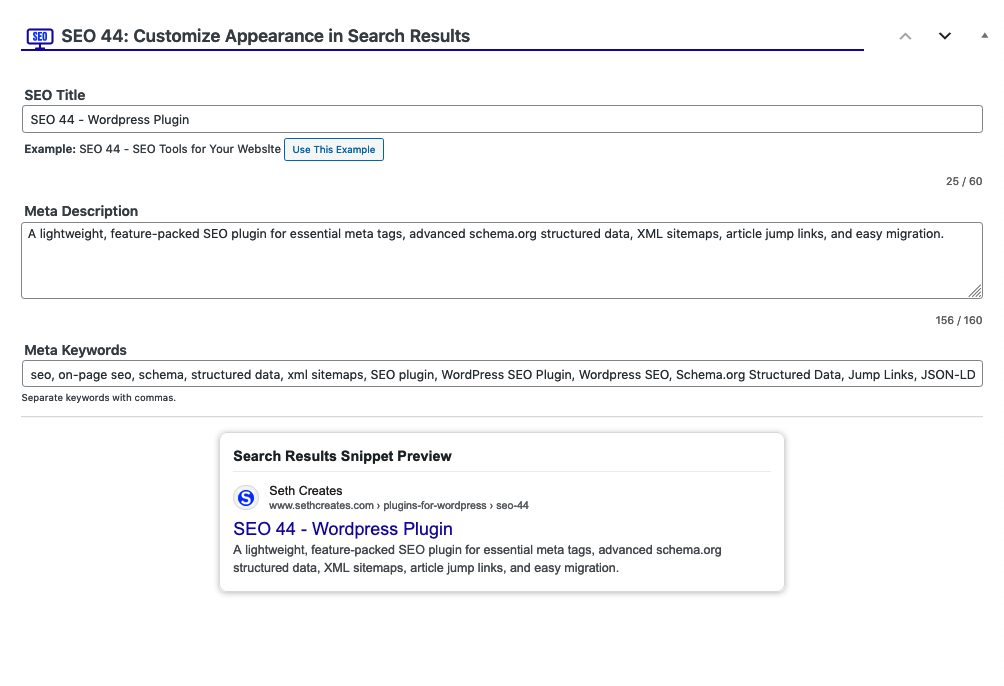 SEO
SEO 44: Customize Appearance in Search Results
SEO Title
SEO 44 - Wordpress Plugin
Example: SEO 44 - SEO Tools for Your Website Use This Example
25 / 60
Meta Description
A lightweight, feature-packed SEO plugin for essential meta tags, advanced schema.org structured data, XML sitemaps, article jump links, and easy migration.
156 / 160
Meta Keywords
seo, on-page seo, schema, structured data, xml sitemaps, SEO plugin, WordPress SEO Plugin, Wordpress SEO, Schema.org Structured Data, Jump Links, JSON-LD
Separate keywords with commas.
Search Results Snippet Preview
S
Seth Creates
www.sethcreates.com › plugins-for-wordpress › seo-44
SEO 44 - Wordpress Plugin
A lightweight, feature-packed SEO plugin for essential meta tags, advanced schema.org
structured data, XML sitemaps, article jump links, and easy migration.